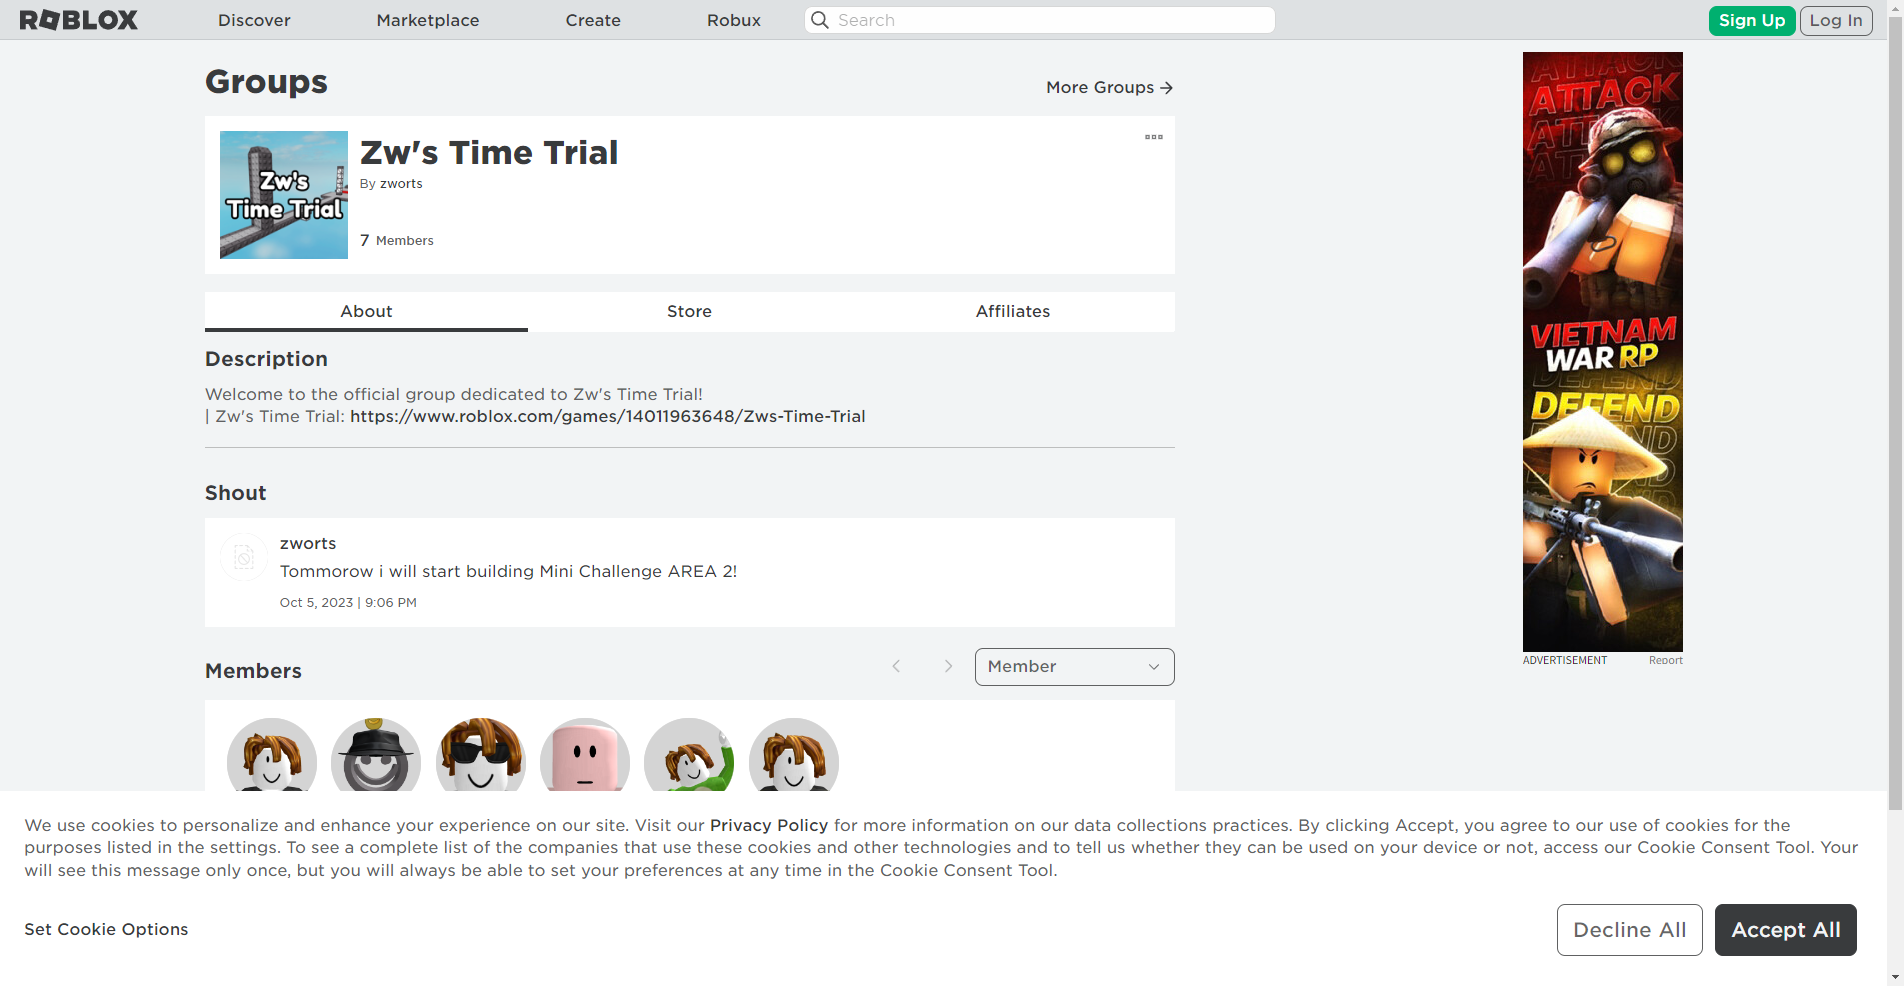 ROBLOX
Discover
Marketplace
Create
Robux
Search
Sign Up
Log In
Groups
More Groups
Zw's
Time Trial
Zw's Time Trial
By zworts
7 Members
About
Store
Affiliates
Description
Welcome to the official group dedicated to Zw's Time Trial!
| Zw's Time Trial: https://www.roblox.com/games/14011963648/Zws-Time-Trial
Shout
zworts
Tommorow i will start building Mini Challenge AREA 2!
Oct 5, 2023 | 9:06 PM
Members
Member
ATTACK
ATTACK
ATTACK
ATTACK
VIETNAM
WAR RP
DEFEND
DEFEND
DEFEND
ADVERTISEMENT
Report
We use cookies to personalize and enhance your experience on our site. Visit our Privacy Policy for more information on our data collections practices. By clicking Accept, you agree to our use of cookies for the
purposes listed in the settings. To see a complete list of the companies that use these cookies and other technologies and to tell us whether they can be used on your device or not, access our Cookie Consent Tool. Your
will see this message only once, but you will always be able to set your preferences at any time in the Cookie Consent Tool.
Set Cookie Options
Decline All
Accept All